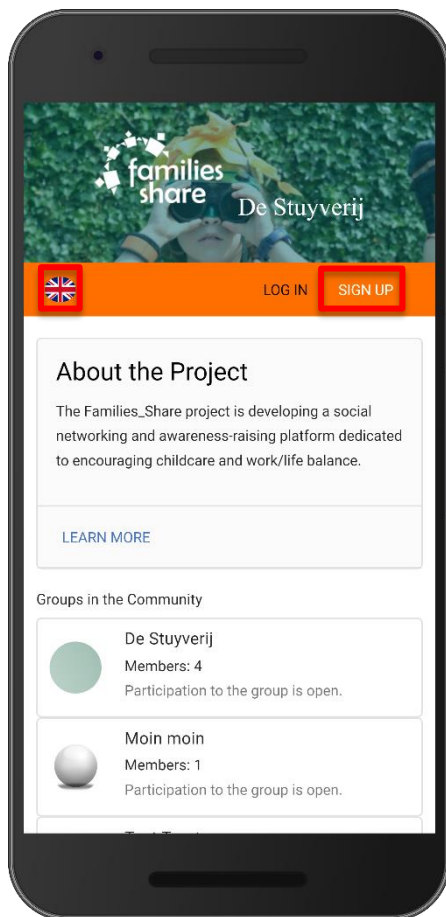 families
share
De Stuyverij
LOG IN SIGN UP
About the Project
The Families_Share project is developing a social
networking and awareness-raising platform dedicated
to encouraging childcare and work/life balance.
LEARN MORE
Groups in the Community
De Stuyverij
Members: 4
Participation to the group is open.
Moin moin
Members: 1
Participation to the group is open.